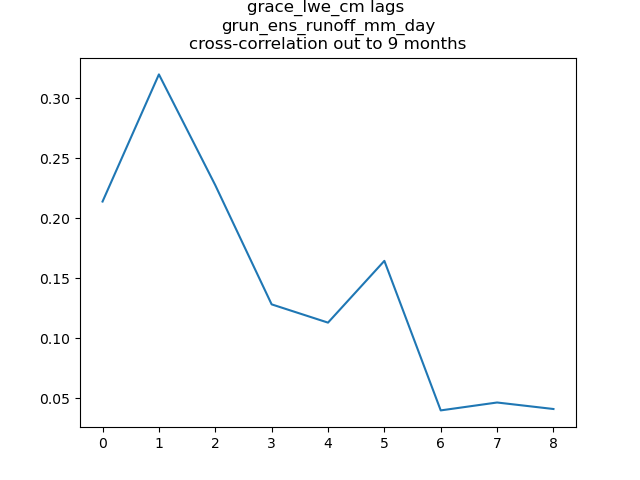 grace_lwe_cm lags
grun_ens_runoff_mm_day
cross-correlation out to 9 months
0.30
0.25
0.20
0.15
0.10
0.05
0 1 2 3 4 5 6 7 8